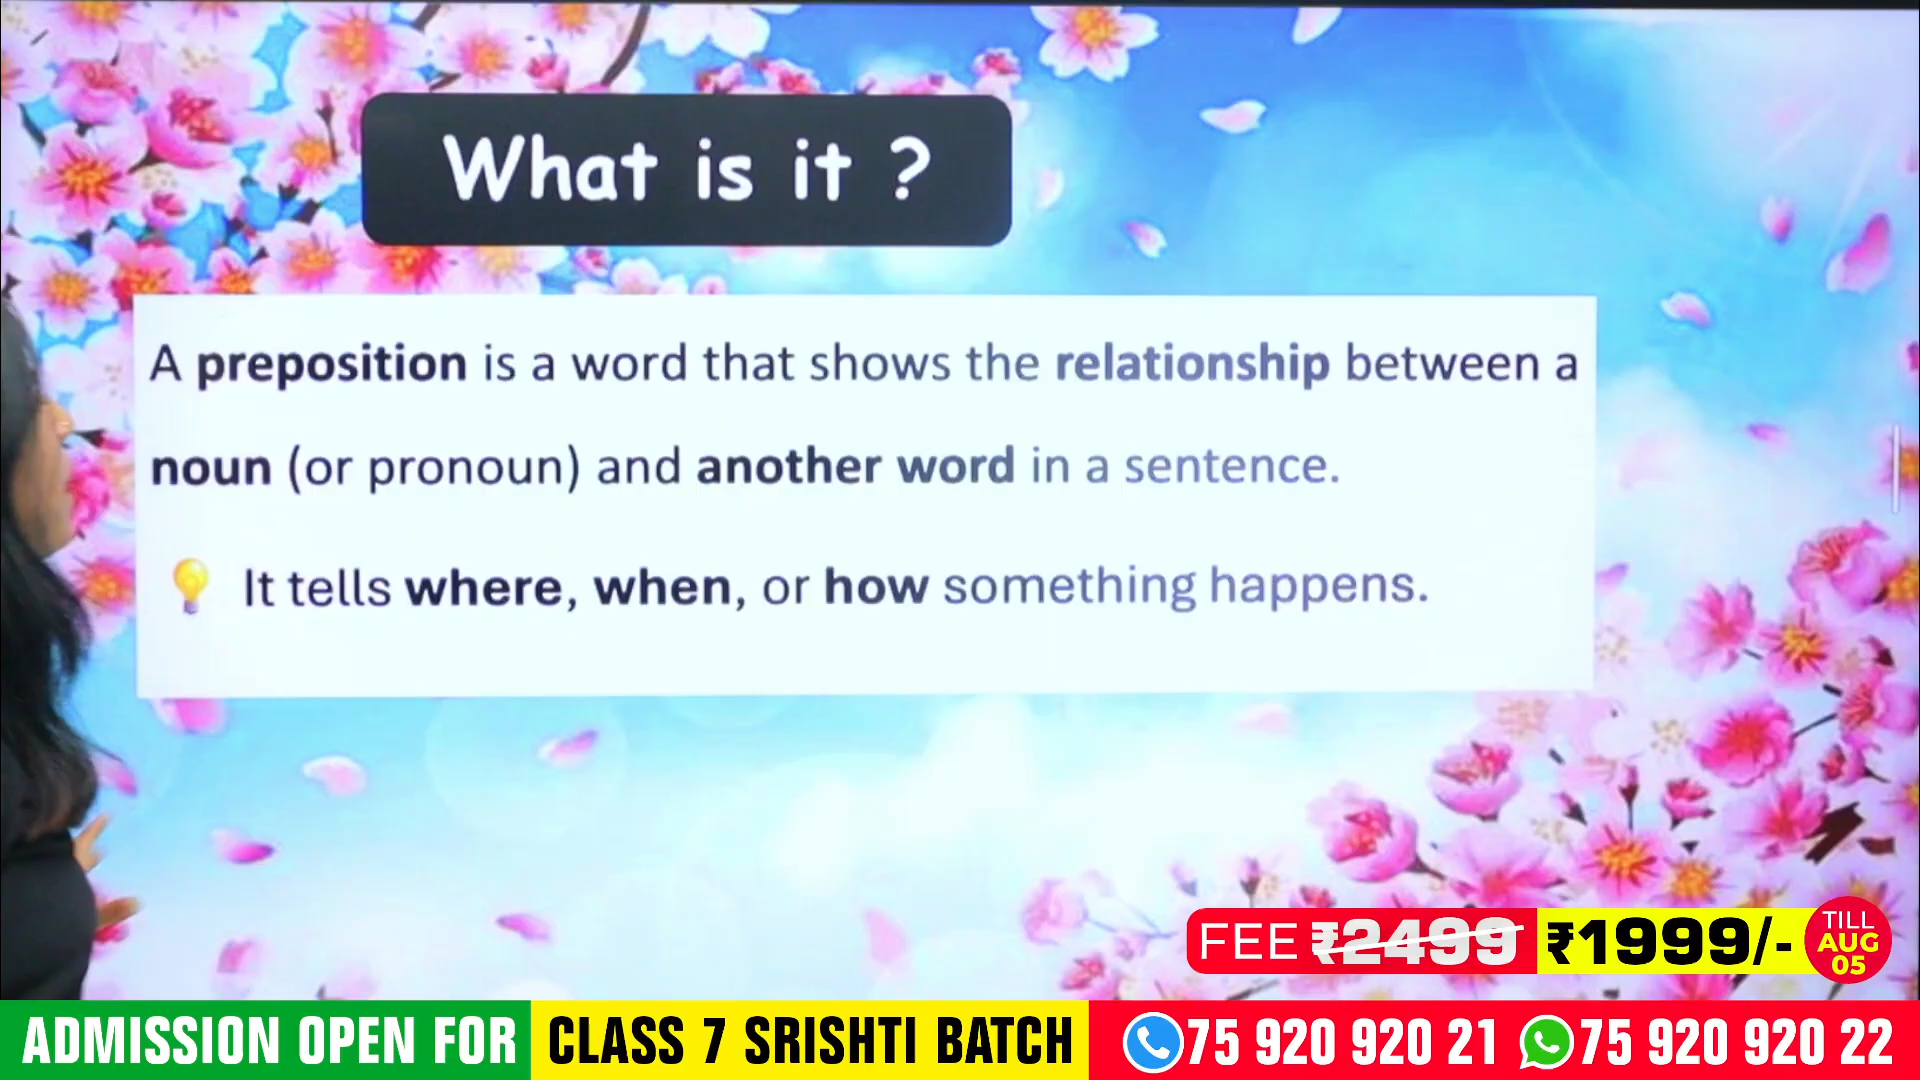 What is it ?
A preposition is a word that shows the relationship between a
noun (or pronoun) and another word in a sentence.
It tells where, when, or how something happens.
FEE ₹2499 ₹1999/- TILL AUG 05
ADMISSION OPEN FOR CLASS 7 SRISHTI BATCH 75 920 920 21 75 920 920 22